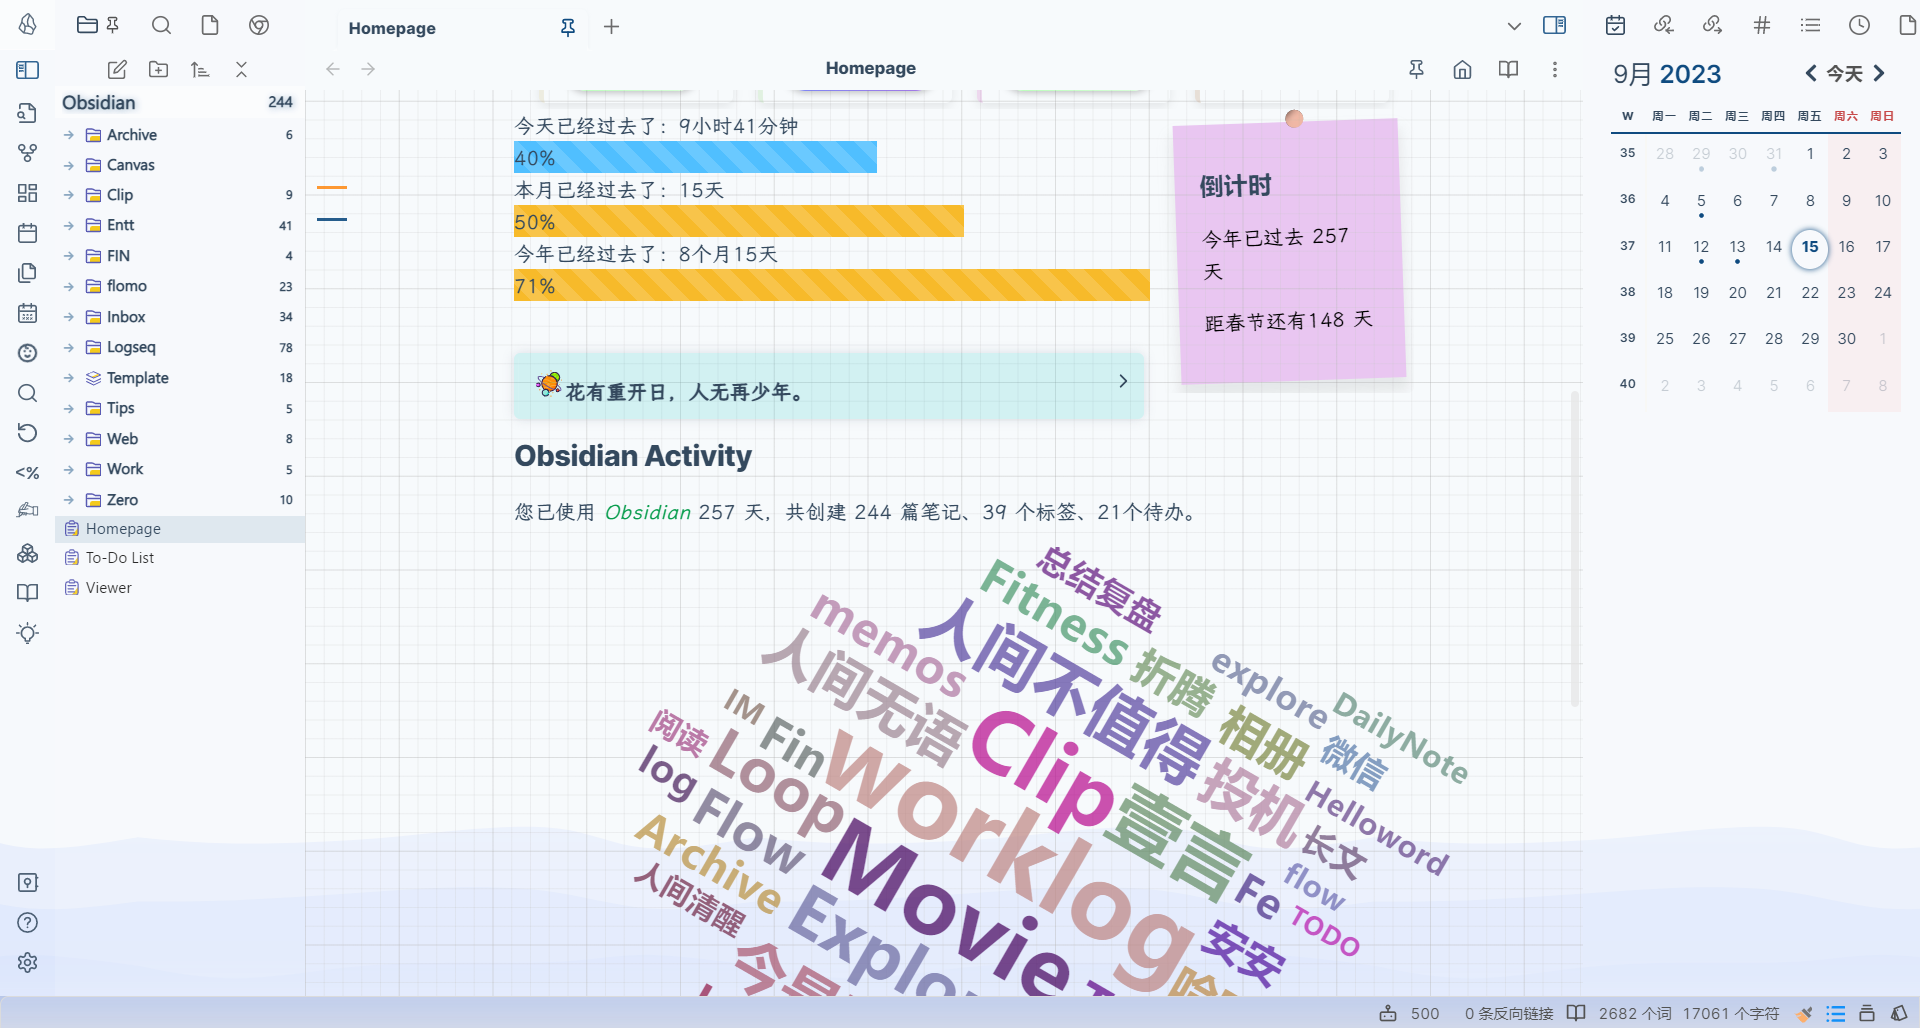 Homepage
Homepage
Obsidian 244
Archive 6
Canvas
Clip 9
Entt 41
FIN 4
flomo 23
Inbox 34
Logseq 78
Template 18
Tips 5
Web 8
Work 5
Zero 10
Homepage
To-Do List
Viewer
<%
今天已经过去了：9小时41分钟
40%
本月已经过去了：15天
50%
今年已经过去了：8个月15天
71%
倒计时
今年已过去 257
天
距春节还有148 天
花有重开日，人无再少年。
Obsidian Activity
您已使用 Obsidian 257 天，共创建 244 篇笔记、39 个标签、21个待办。
总结复盘
Fitness
memos
人间不值得
人间无语
折腾
explore
DailyNote
IM
阅读
Fin
Clip
相册
微信
log
Loop
Worklog
投机
Helloword
Flow
壹言
长文
Archive
Movie
Fe
flow
人间清醒
TODO
安安
9月 2023
今天
W 周一 周二 周三 周四 周五 周六 周日
35 28 29 30 31 1 2 3
36 4 5 6 7 8 9 10
37 11 12 13 14 15 16 17
38 18 19 20 21 22 23 24
39 25 26 27 28 29 30 1
40 2 3 4 5 6 7 8
500 0 条反向链接 2682 个词 17061 个字符